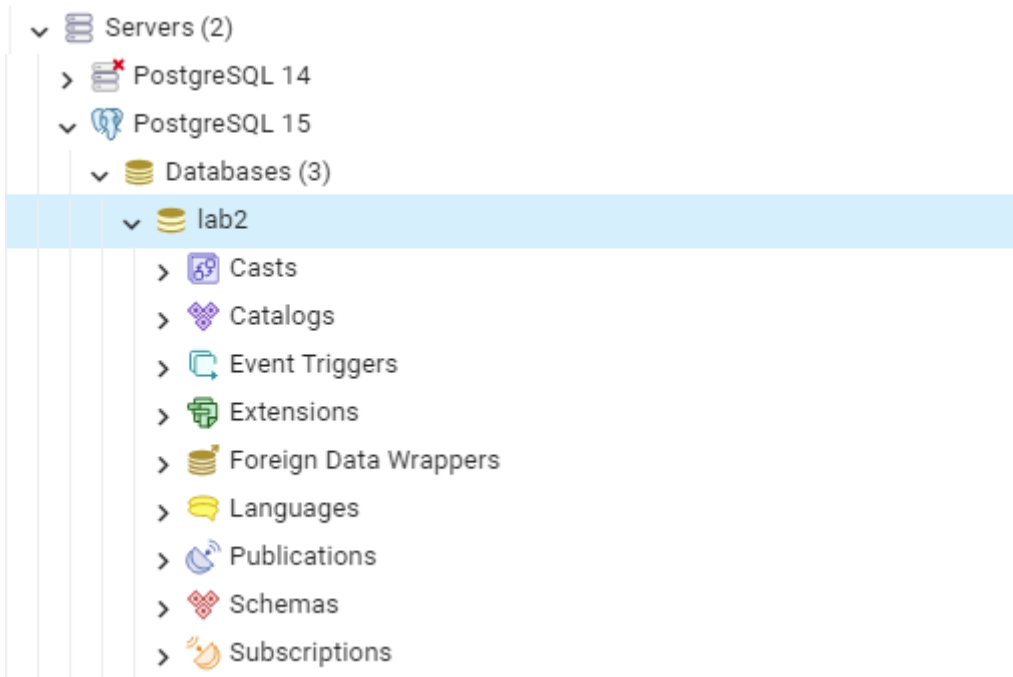 Servers (2)
PostgreSQL 14
PostgreSQL 15
Databases (3)
lab2
Casts
Catalogs
Event Triggers
Extensions
Foreign Data Wrappers
Languages
Publications
Schemas
Subscriptions